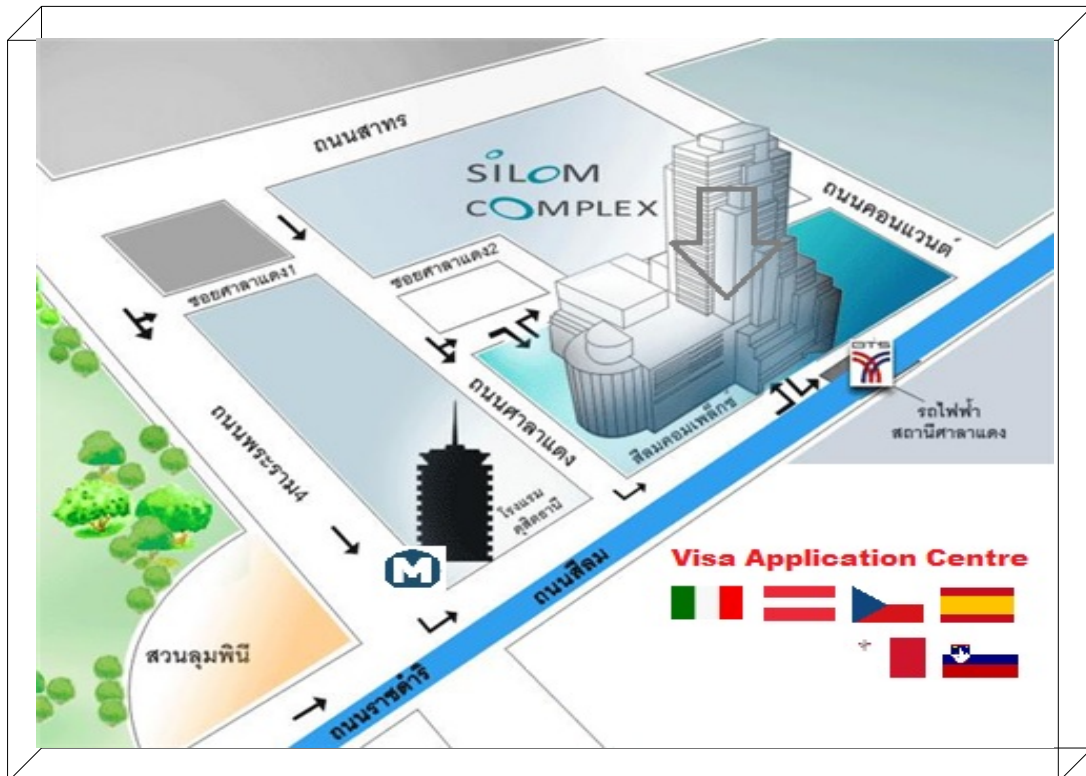 ถนนสาทร
SILOM
COMPLEX
ถนนคอนแวนต์
ซอยศาลาแดง1
ซอยศาลาแดง2
BTS
รถไฟฟ้า
สถานีศาลาแดง
ถนนศาลาแดง
สีลมคอมเพล็กซ์
ถนนพระราม4
โรงแรม
ดุสิตธานี
M
ถนนสีลม
Visa Application Centre
สวนลุมพินี
ถนนราชดำริ